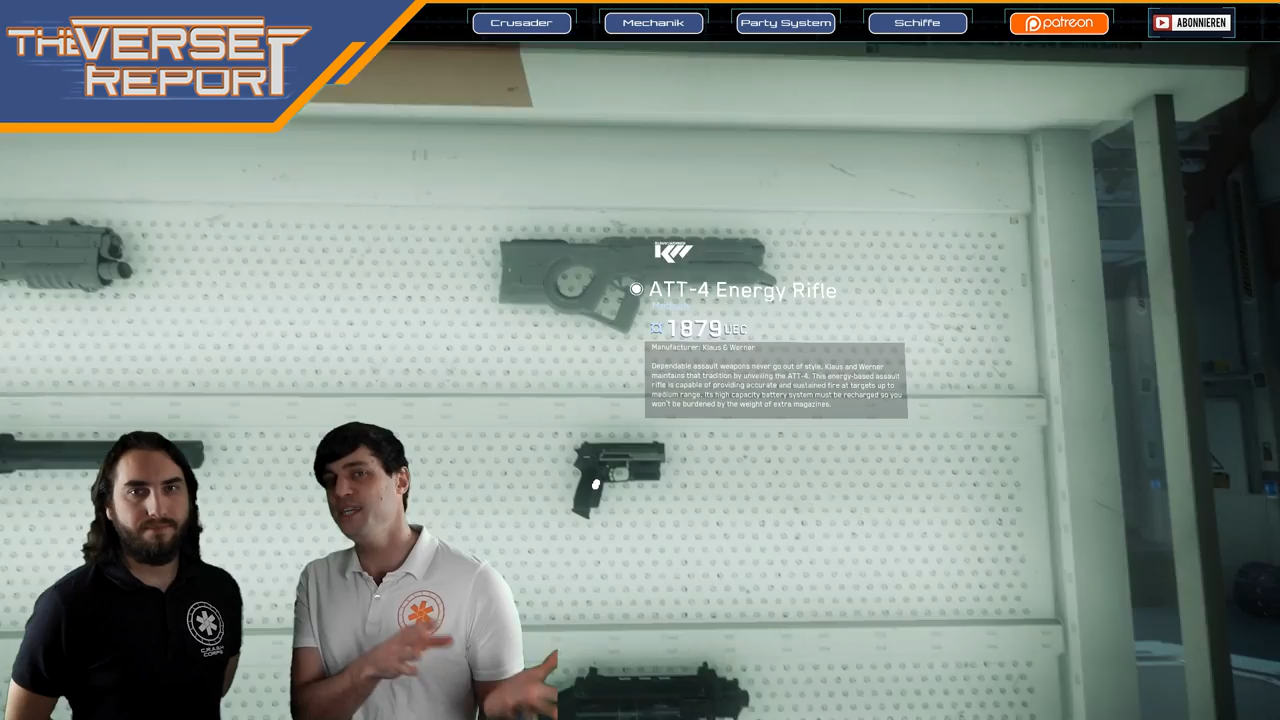 THE VERSE
REPORT
Crusader
Mechanik
Party System
Schiffe
patreon
ABONNIEREN
ATT-4 Energy Rifle
1879 UEC
Manufacturer: Klaus & Werner
Dependable assault weapons never go out of style. Klaus and Werner
maintains that tradition by unveiling the ATT-4. This energy-based assault
rifle is capable of providing accurate and sustained fire at targets up to
medium range. Its high capacity battery system must be recharged so you
won't be burdened by the weight of extra magazines.
C.R.A.S.H.
CORPS